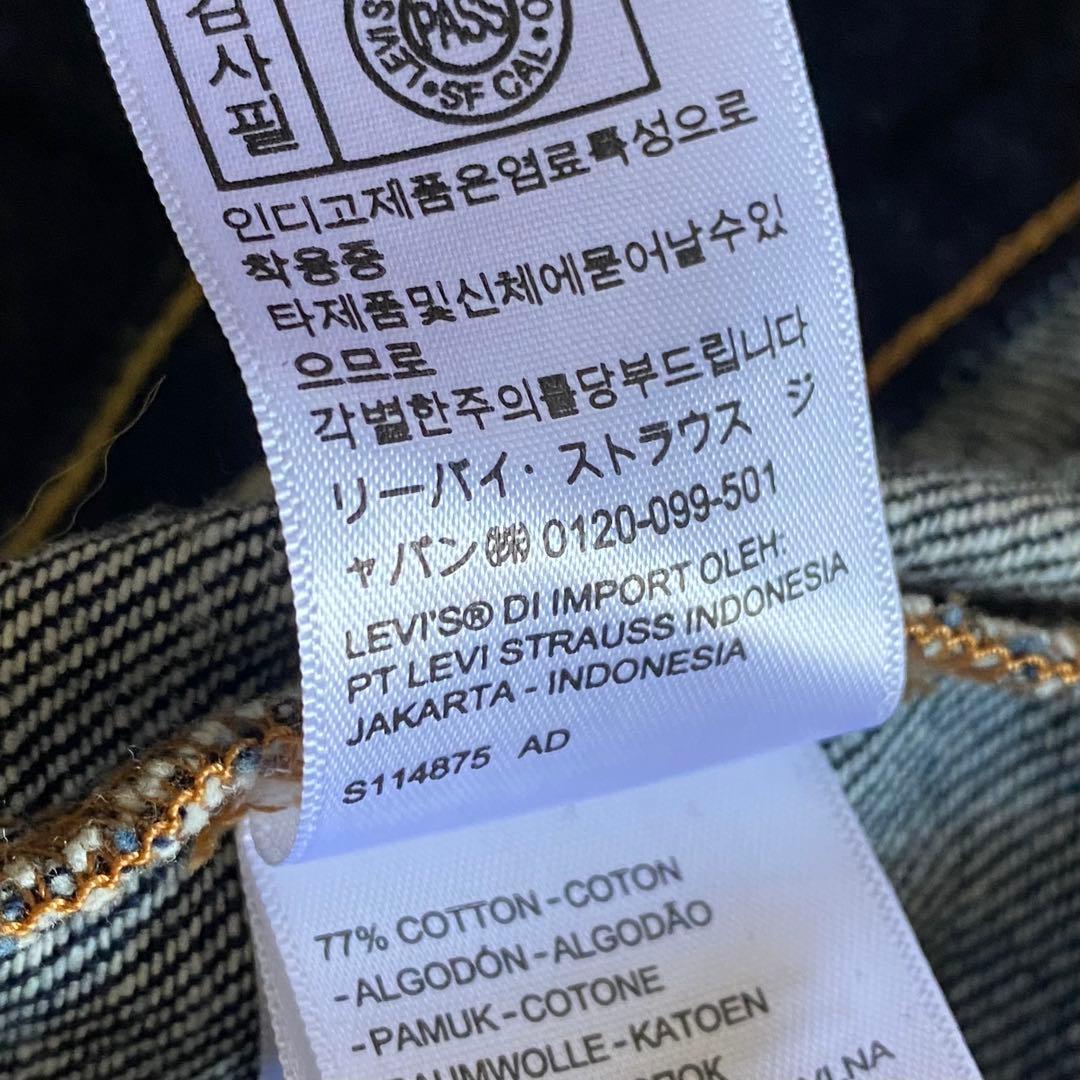 검사필
LEVI'S • SF CAL •
PASS
인디고제품은염료특성으로
착용중
타제품및신체에묻어날수있
으므로
각별한주의를당부드립니다
リーバイ・ストラウス ジ
ャパン㈱ 0120-099-501
LEVI'S® DI IMPORT OLEH:
PT LEVI STRAUSS INDONESIA
JAKARTA - INDONESIA
S114875 AD
77% COTTON - COTON
- ALGODÓN - ALGODÃO
- PAMUK - COTONE